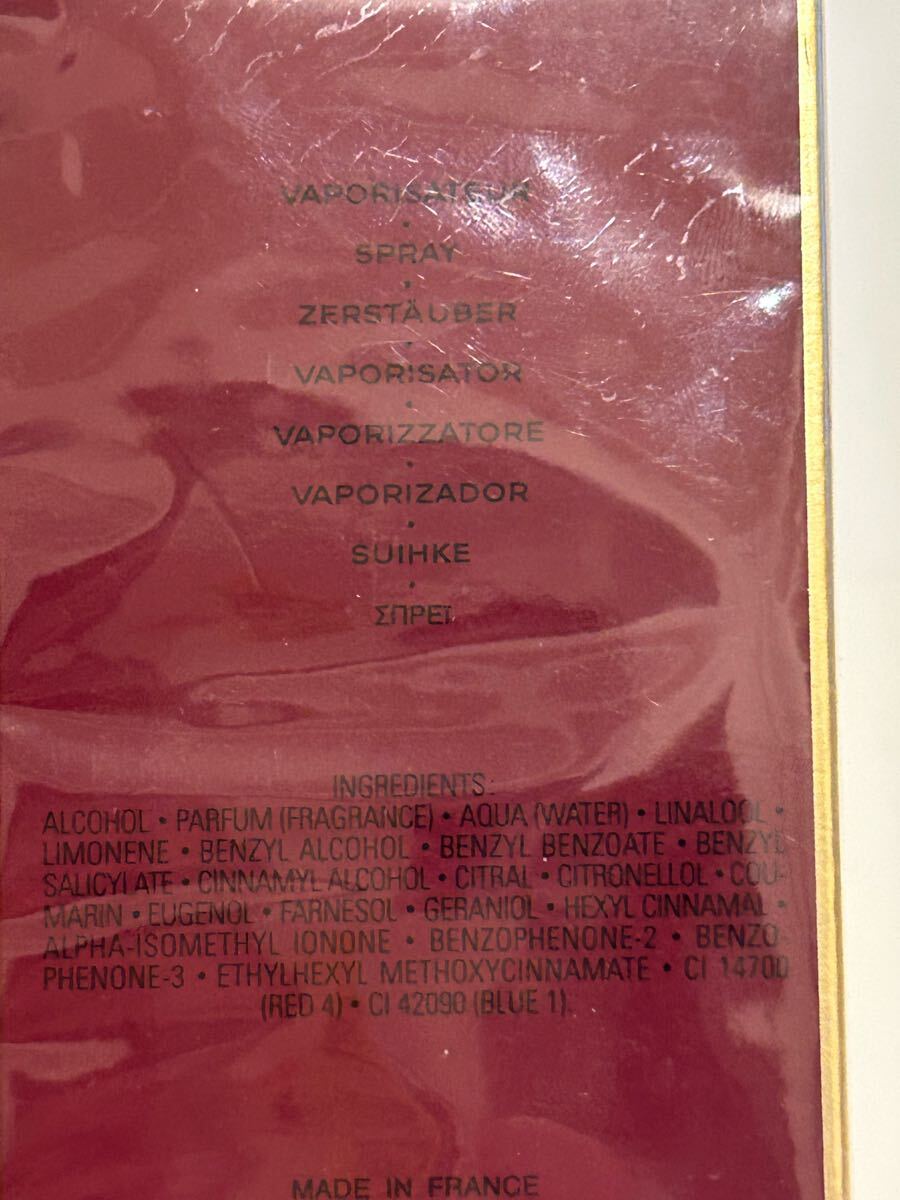 VAPORISATEUR
•
SPRAY
•
ZERSTÄUBER
•
VAPORISATOR
•
VAPORIZZATORE
•
VAPORIZADOR
•
SUIHKE
•
ΣΠΡΕΪ
INGREDIENTS:
ALCOHOL • PARFUM (FRAGRANCE) • AQUA (WATER) • LINALOOL •
LIMONENE • BENZYL ALCOHOL • BENZYL BENZOATE • BENZYL
SALICYLATE • CINNAMYL ALCOHOL • CITRAL • CITRONELLOL • COU-
MARIN • EUGENOL • FARNESOL • GERANIOL • HEXYL CINNAMAL •
ALPHA-ISOMETHYL IONONE • BENZOPHENONE-2 • BENZO-
PHENONE-3 • ETHYLHEXYL METHOXYCINNAMATE • CI 14700
(RED 4) • CI 42090 (BLUE 1).
MADE IN FRANCE